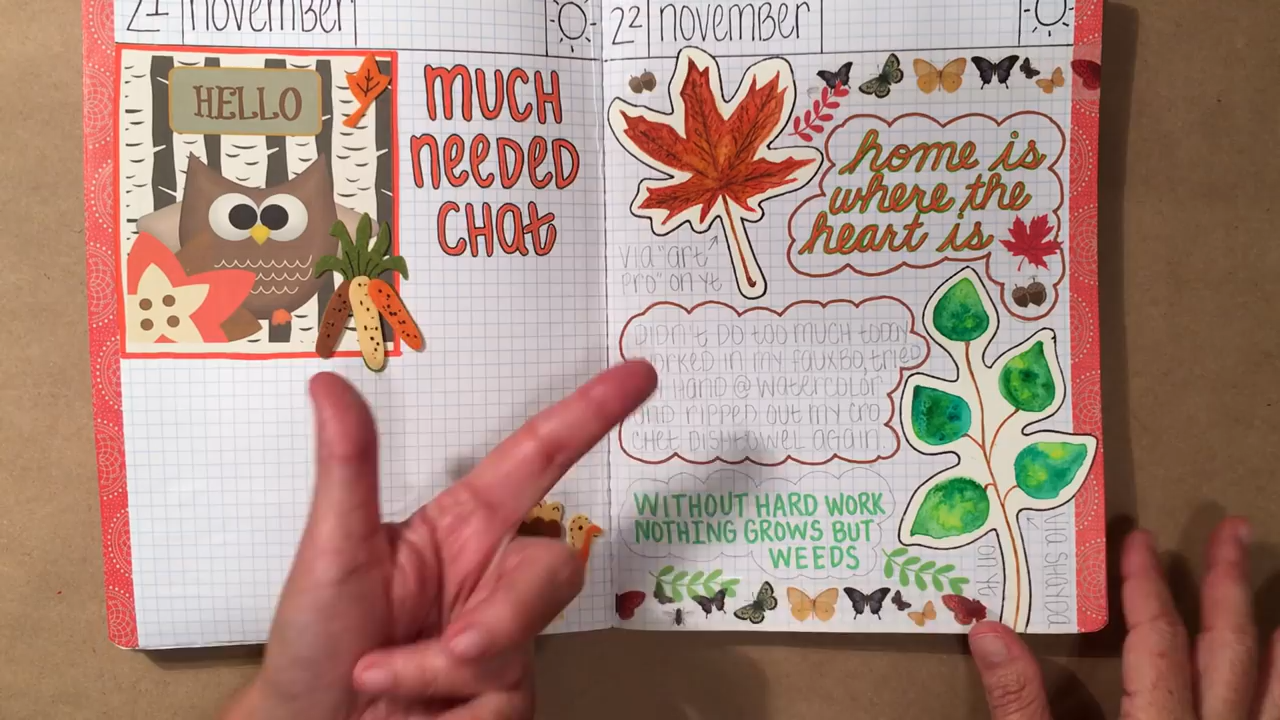 21 november
HELLO
MUCH
NEEDED
CHAT
22 november
home is
where the
heart is
VIA "art
pro" on yt
DIDN'T DO TOO MUCH TODAY
WORKED IN MY FAUXBO, TRIED
HAND @ WATERCOLOR
AND RIPPED OUT MY CRO
CHET DISHTOWEL AGAIN.
WITHOUT HARD WORK
NOTHING GROWS BUT
WEEDS
VIA SHAYDA
on yt